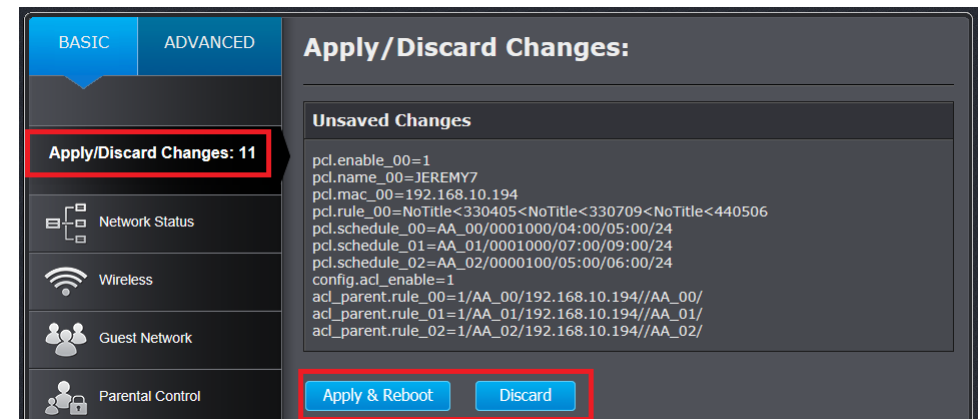 BASIC
ADVANCED
Apply/Discard Changes: 11
Network Status
Wireless
Guest Network
Parental Control
Apply/Discard Changes:
Unsaved Changes
pcl.enable_00=1
pcl.name_00=JEREMY7
pcl.mac_00=192.168.10.194
pcl.rule_00=NoTitle<330405<NoTitle<330709<NoTitle<440506
pcl.schedule_00=AA_00/0001000/04:00/05:00/24
pcl.schedule_01=AA_01/0001000/07:00/09:00/24
pcl.schedule_02=AA_02/0000100/05:00/06:00/24
config.acl_enable=1
acl_parent.rule_00=1/AA_00/192.168.10.194//AA_00/
acl_parent.rule_01=1/AA_01/192.168.10.194//AA_01/
acl_parent.rule_02=1/AA_02/192.168.10.194//AA_02/
Apply & Reboot
Discard